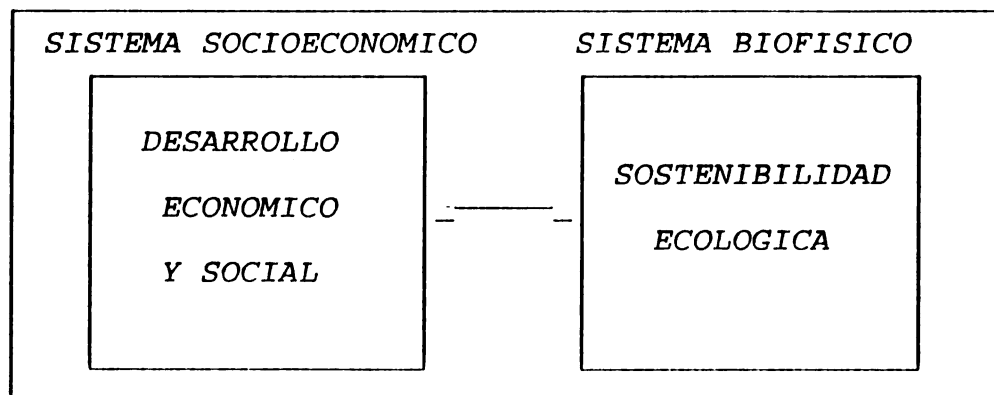 SISTEMA SOCIOECONOMICO SISTEMA BIOFISICO
DESARROLLO
ECONOMICO
Y SOCIAL
SOSTENIBILIDAD
ECOLOGICA